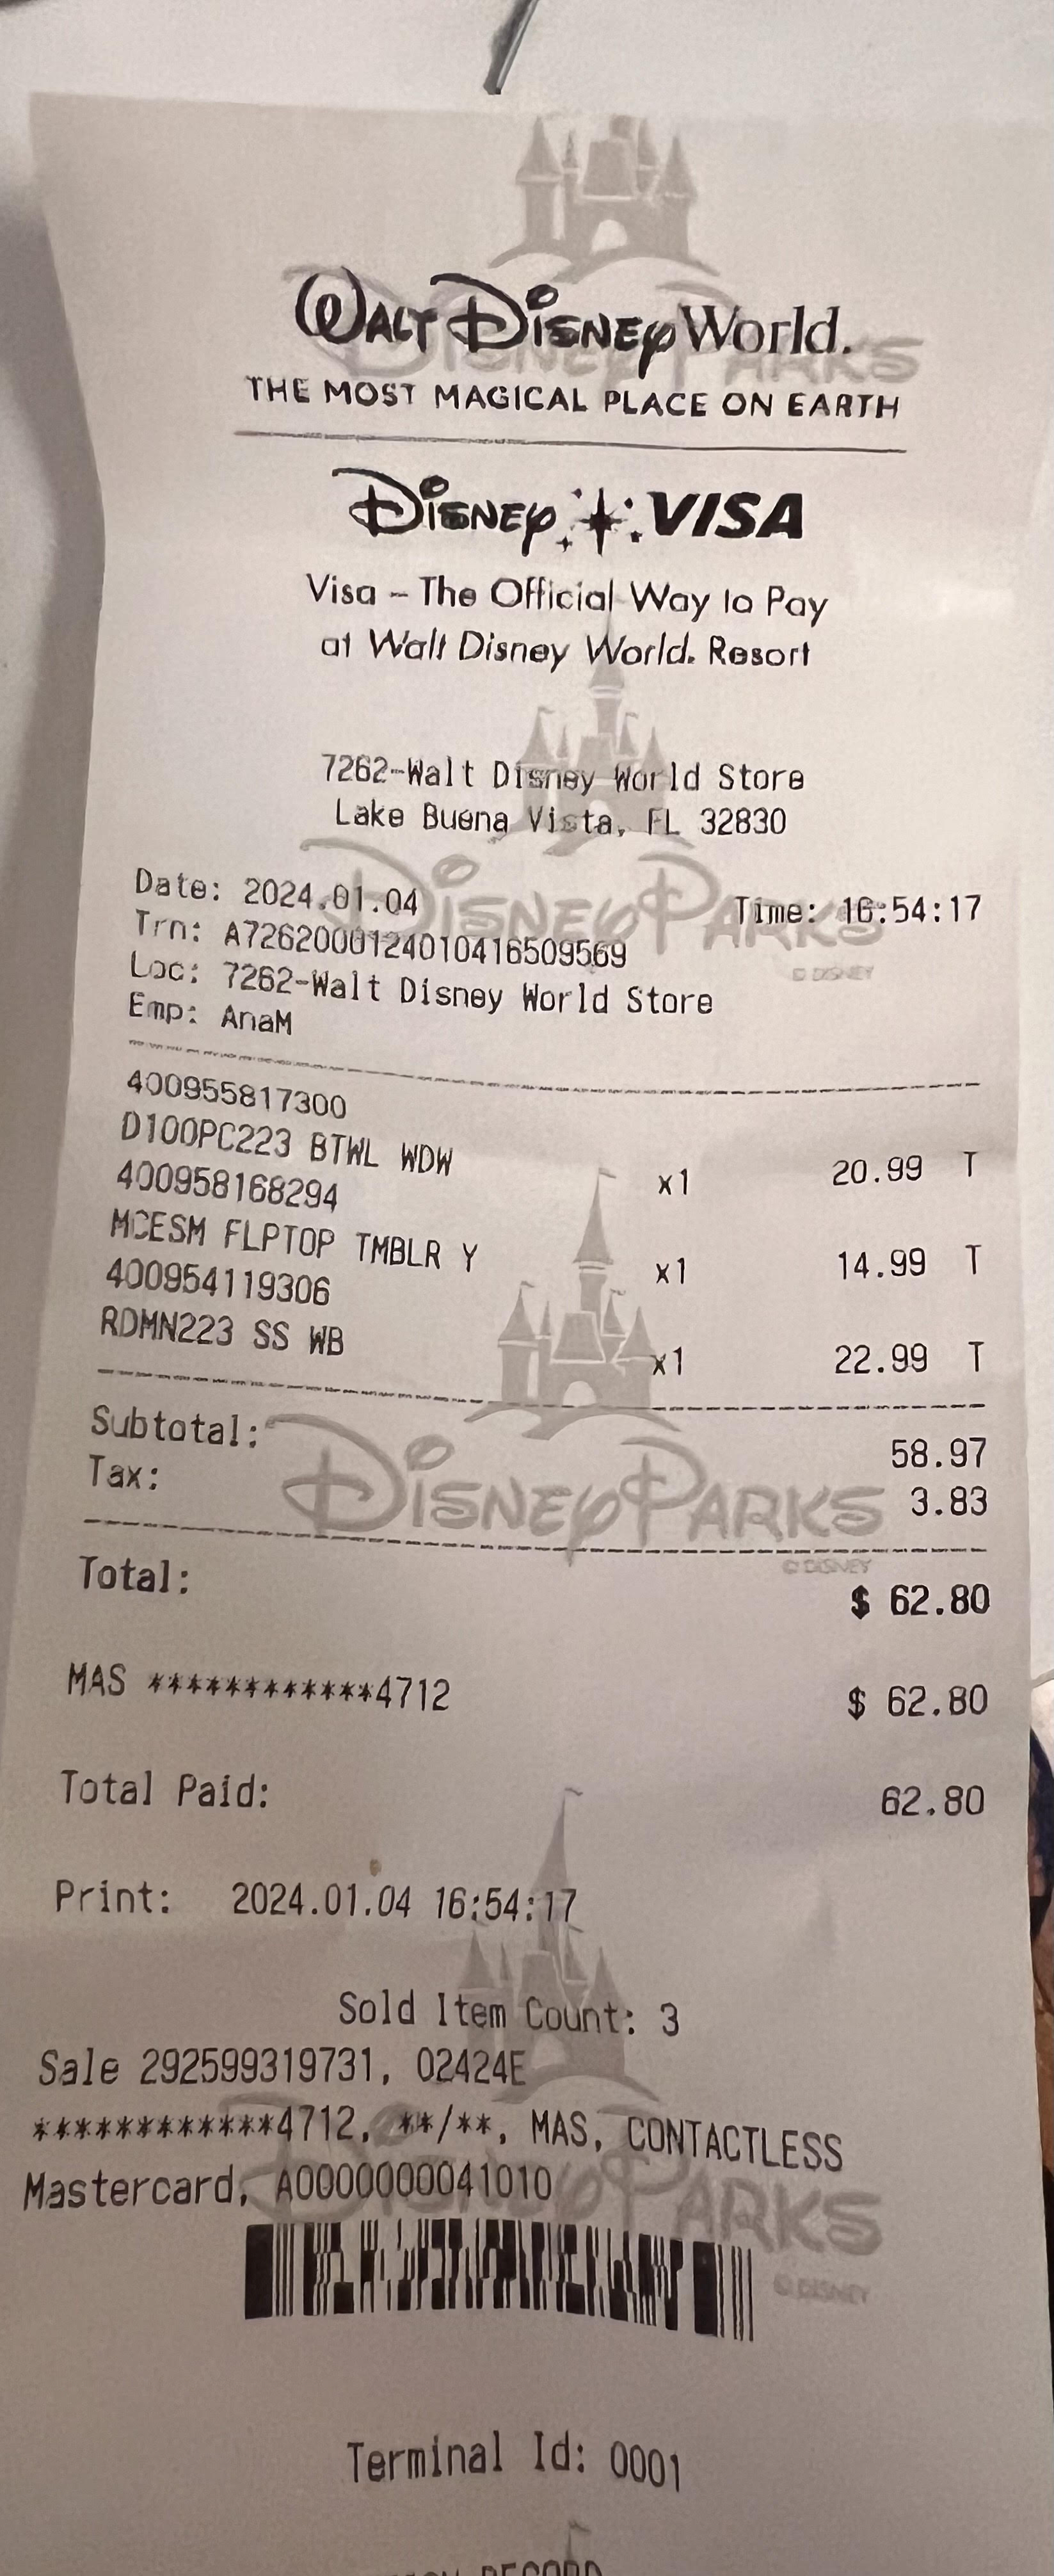 WALT DISNEY World.
THE MOST MAGICAL PLACE ON EARTH
DISNEY VISA
Visa – The Official Way to Pay
at Walt Disney World. Resort
7262-Walt Disney World Store
Lake Buena Vista, FL 32830
Date: 2024.01.04 Time: 16:54:17
Trn: A7262000124010416509569
Loc: 7262-Walt Disney World Store
Emp: AnaM
400955817300
D100PC223 BTWL WDW x1 20.99 T
400958168294
MCESM FLPTOP TMBLR Y x1 14.99 T
400954119306
RDMN223 SS WB x1 22.99 T
Subtotal: 58.97
Tax: 3.83
DISNEY PARKS
© DISNEY
Total: $ 62.80
MAS ************4712 $ 62.80
Total Paid: 62.80
Print: 2024.01.04 16:54:17
Sold Item Count: 3
Sale 292599319731, 02424E
************4712, **/**, MAS, CONTACTLESS
Mastercard, A0000000041010
DISNEY PARKS
© DISNEY
Terminal Id: 0001
RECORD